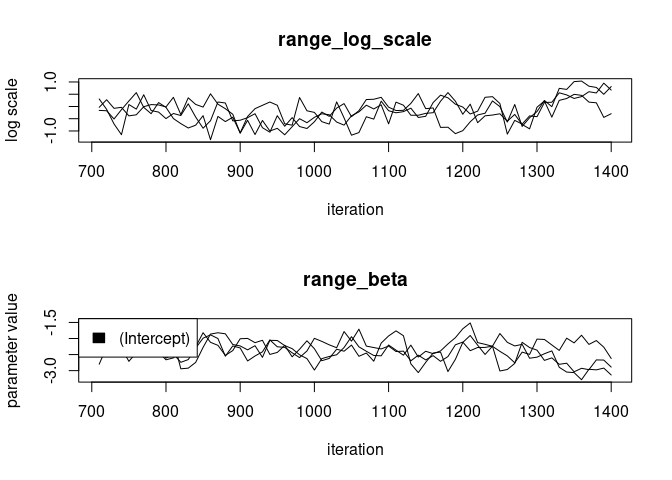 range_log_scale
log scale
1.0
-1.0
700 800 900 1000 1100 1200 1300 1400
iteration
range_beta
parameter value
-1.5
-3.0
(Intercept)
700 800 900 1000 1100 1200 1300 1400
iteration